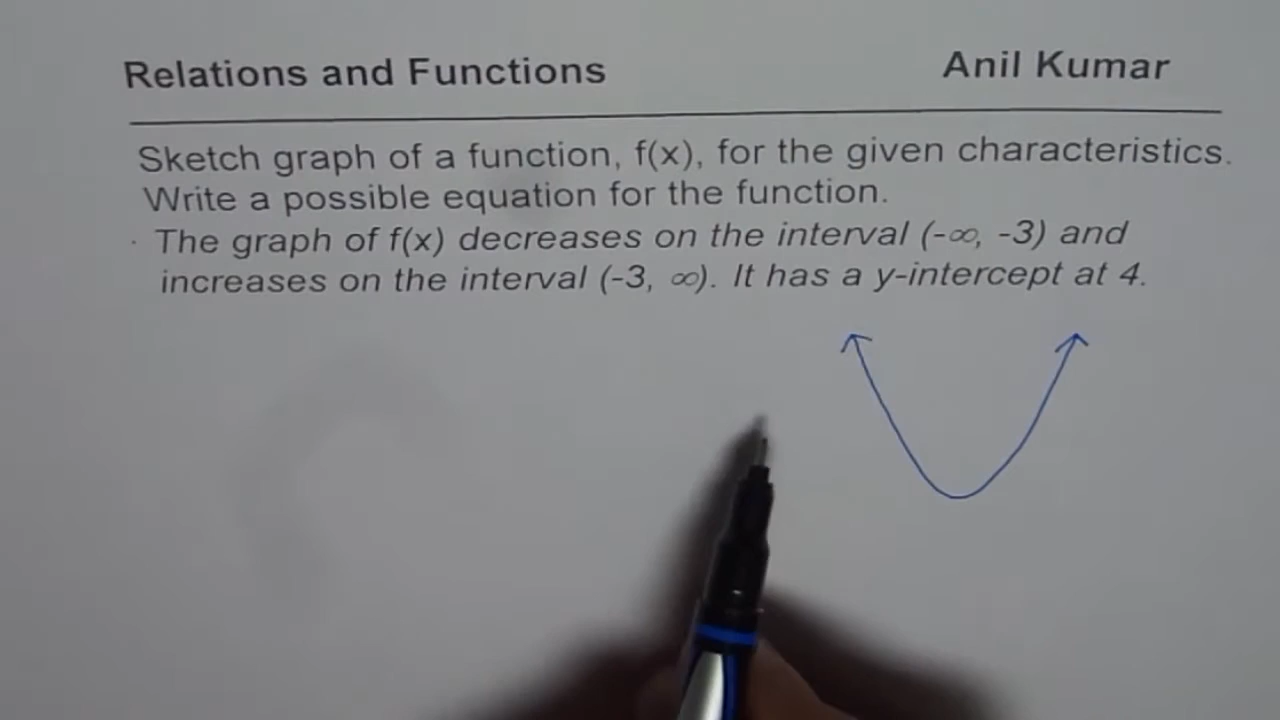 Relations and Functions Anil Kumar
Sketch graph of a function, f(x), for the given characteristics.
Write a possible equation for the function.
· The graph of f(x) decreases on the interval (-∞, -3) and
increases on the interval (-3, ∞). It has a y-intercept at 4.